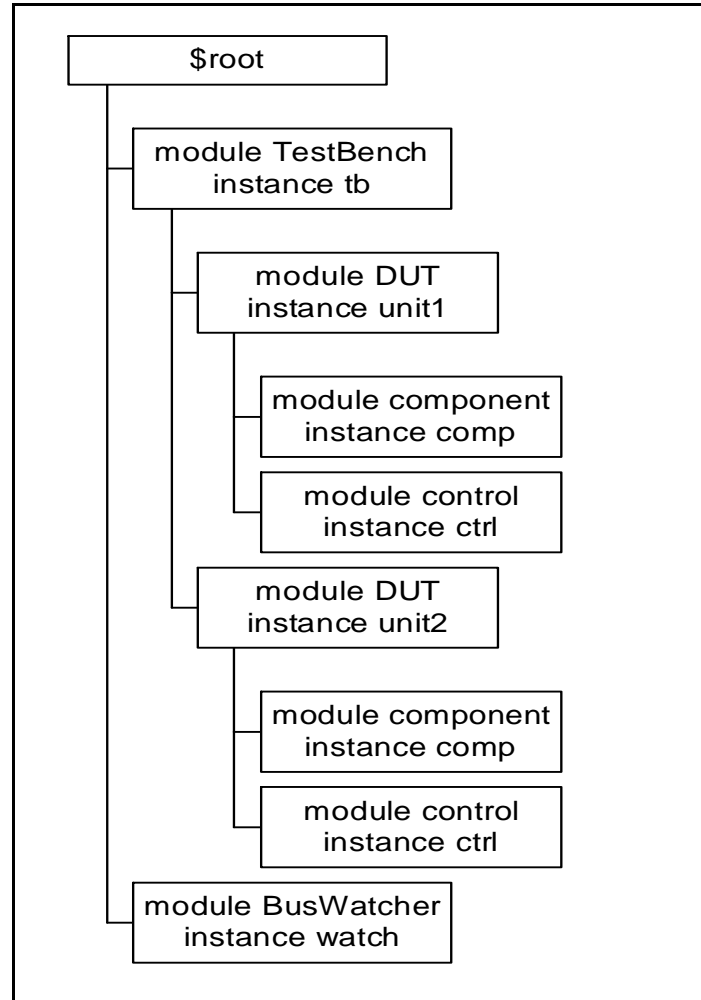 $root
module TestBench
instance tb
module DUT
instance unit1
module component
instance comp
module control
instance ctrl
module DUT
instance unit2
module component
instance comp
module control
instance ctrl
module BusWatcher
instance watch